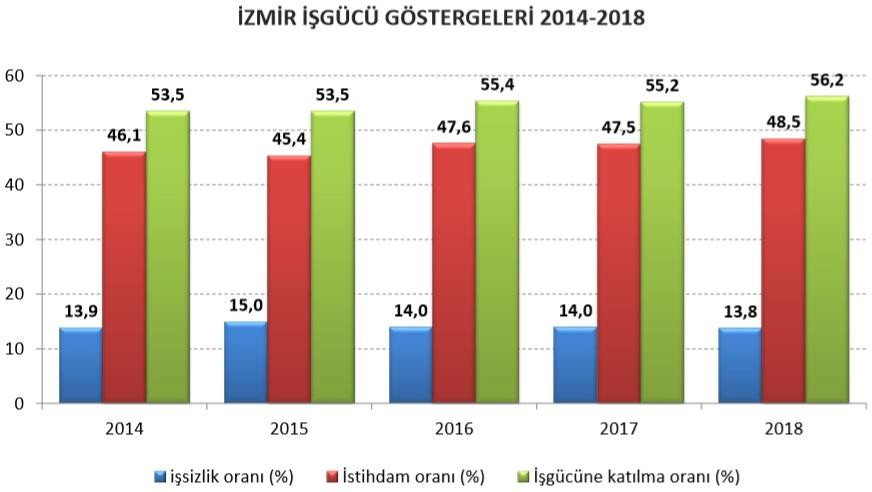 İZMİR İŞGÜCÜ GÖSTERGELERİ 2014-2018
60
50
40
30
20
10
0
13,9 46,1 53,5
15,0 45,4 53,5
14,0 47,6 55,4
14,0 47,5 55,2
13,8 48,5 56,2
2014 2015 2016 2017 2018
işsizlik oranı (%) İstihdam oranı (%) İşgücüne katılma oranı (%)